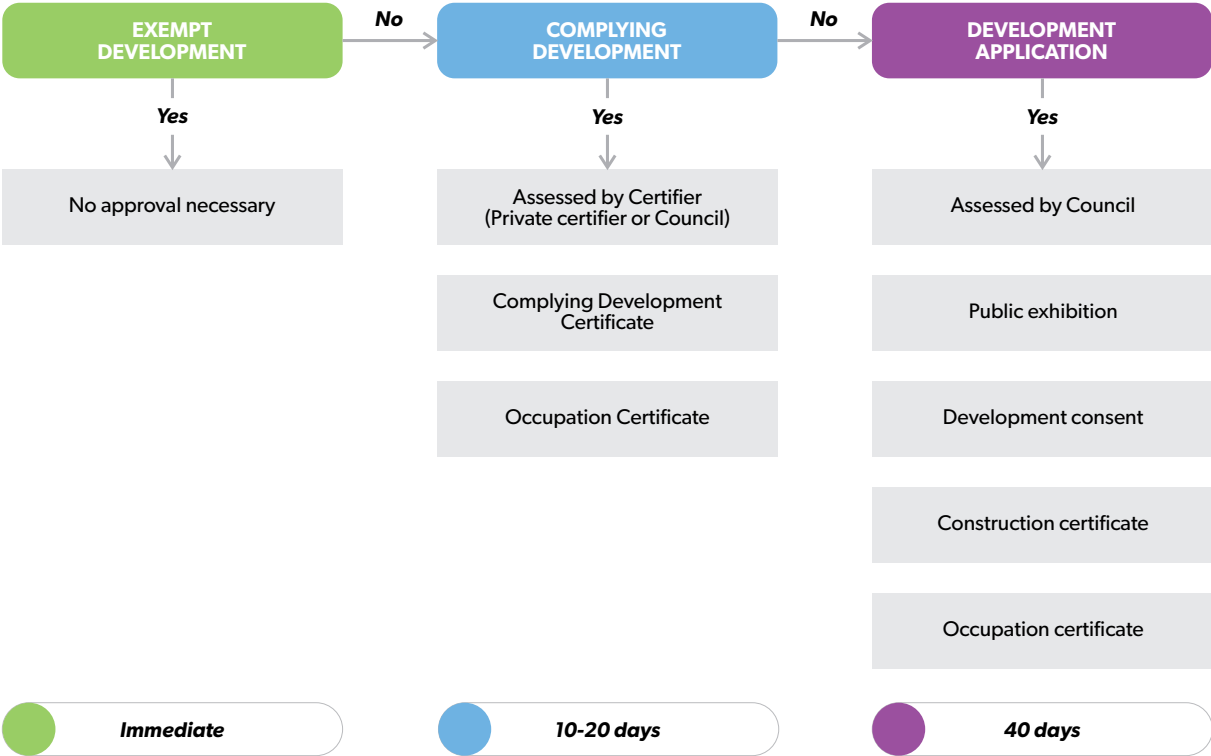 EXEMPT
DEVELOPMENT
No
COMPLYING
DEVELOPMENT
No
DEVELOPMENT
APPLICATION
Yes
Yes
Yes
No approval necessary
Assessed by Certifier
(Private certifier or Council)
Assessed by Council
Complying Development
Certificate
Public exhibition
Occupation Certificate
Development consent
Construction certificate
Occupation certificate
Immediate
10-20 days
40 days